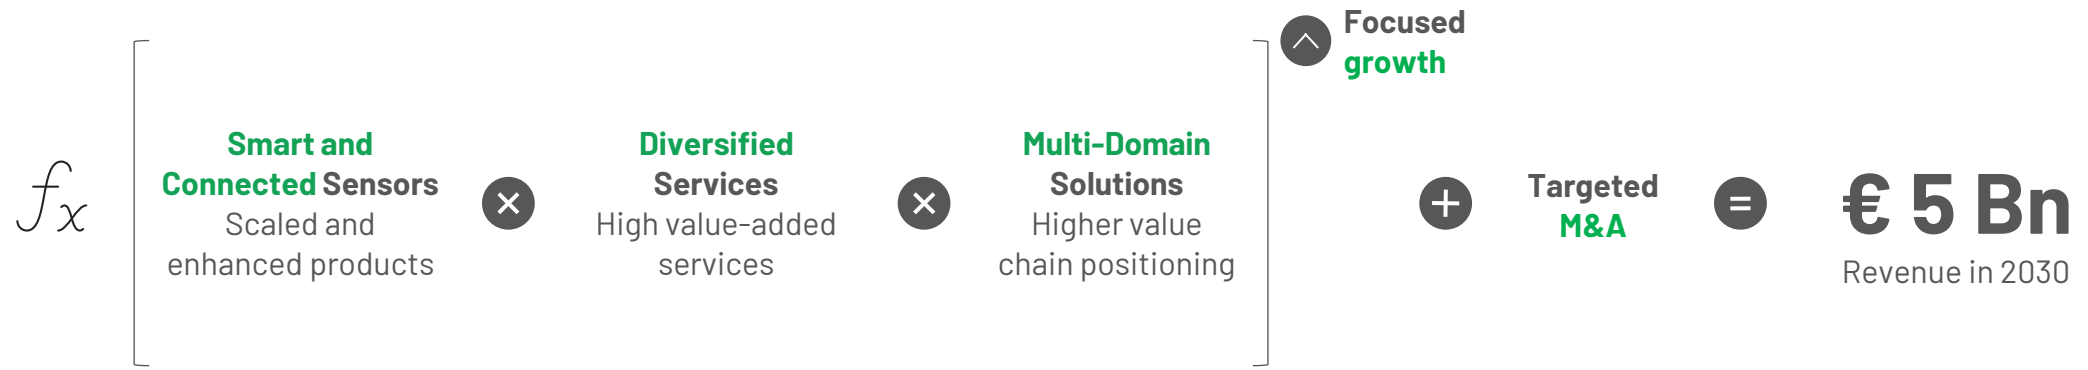 Focused
growth
fx
Smart and
Connected Sensors
Scaled and
enhanced products
×
Diversified
Services
High value-added
services
×
Multi-Domain
Solutions
Higher value
chain positioning
+
Targeted
M&A
=
€ 5 Bn
Revenue in 2030